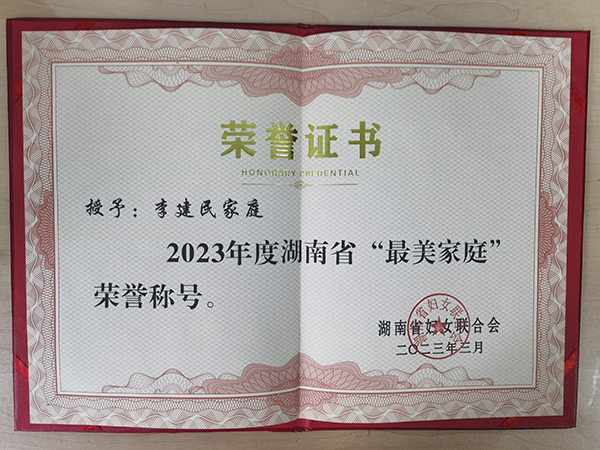 荣誉证书
HONORARY CREDENTIAL
授予：李建民家庭
2023年度湖南省“最美家庭”
荣誉称号。
湖南省妇女联合会
二〇二三年三月